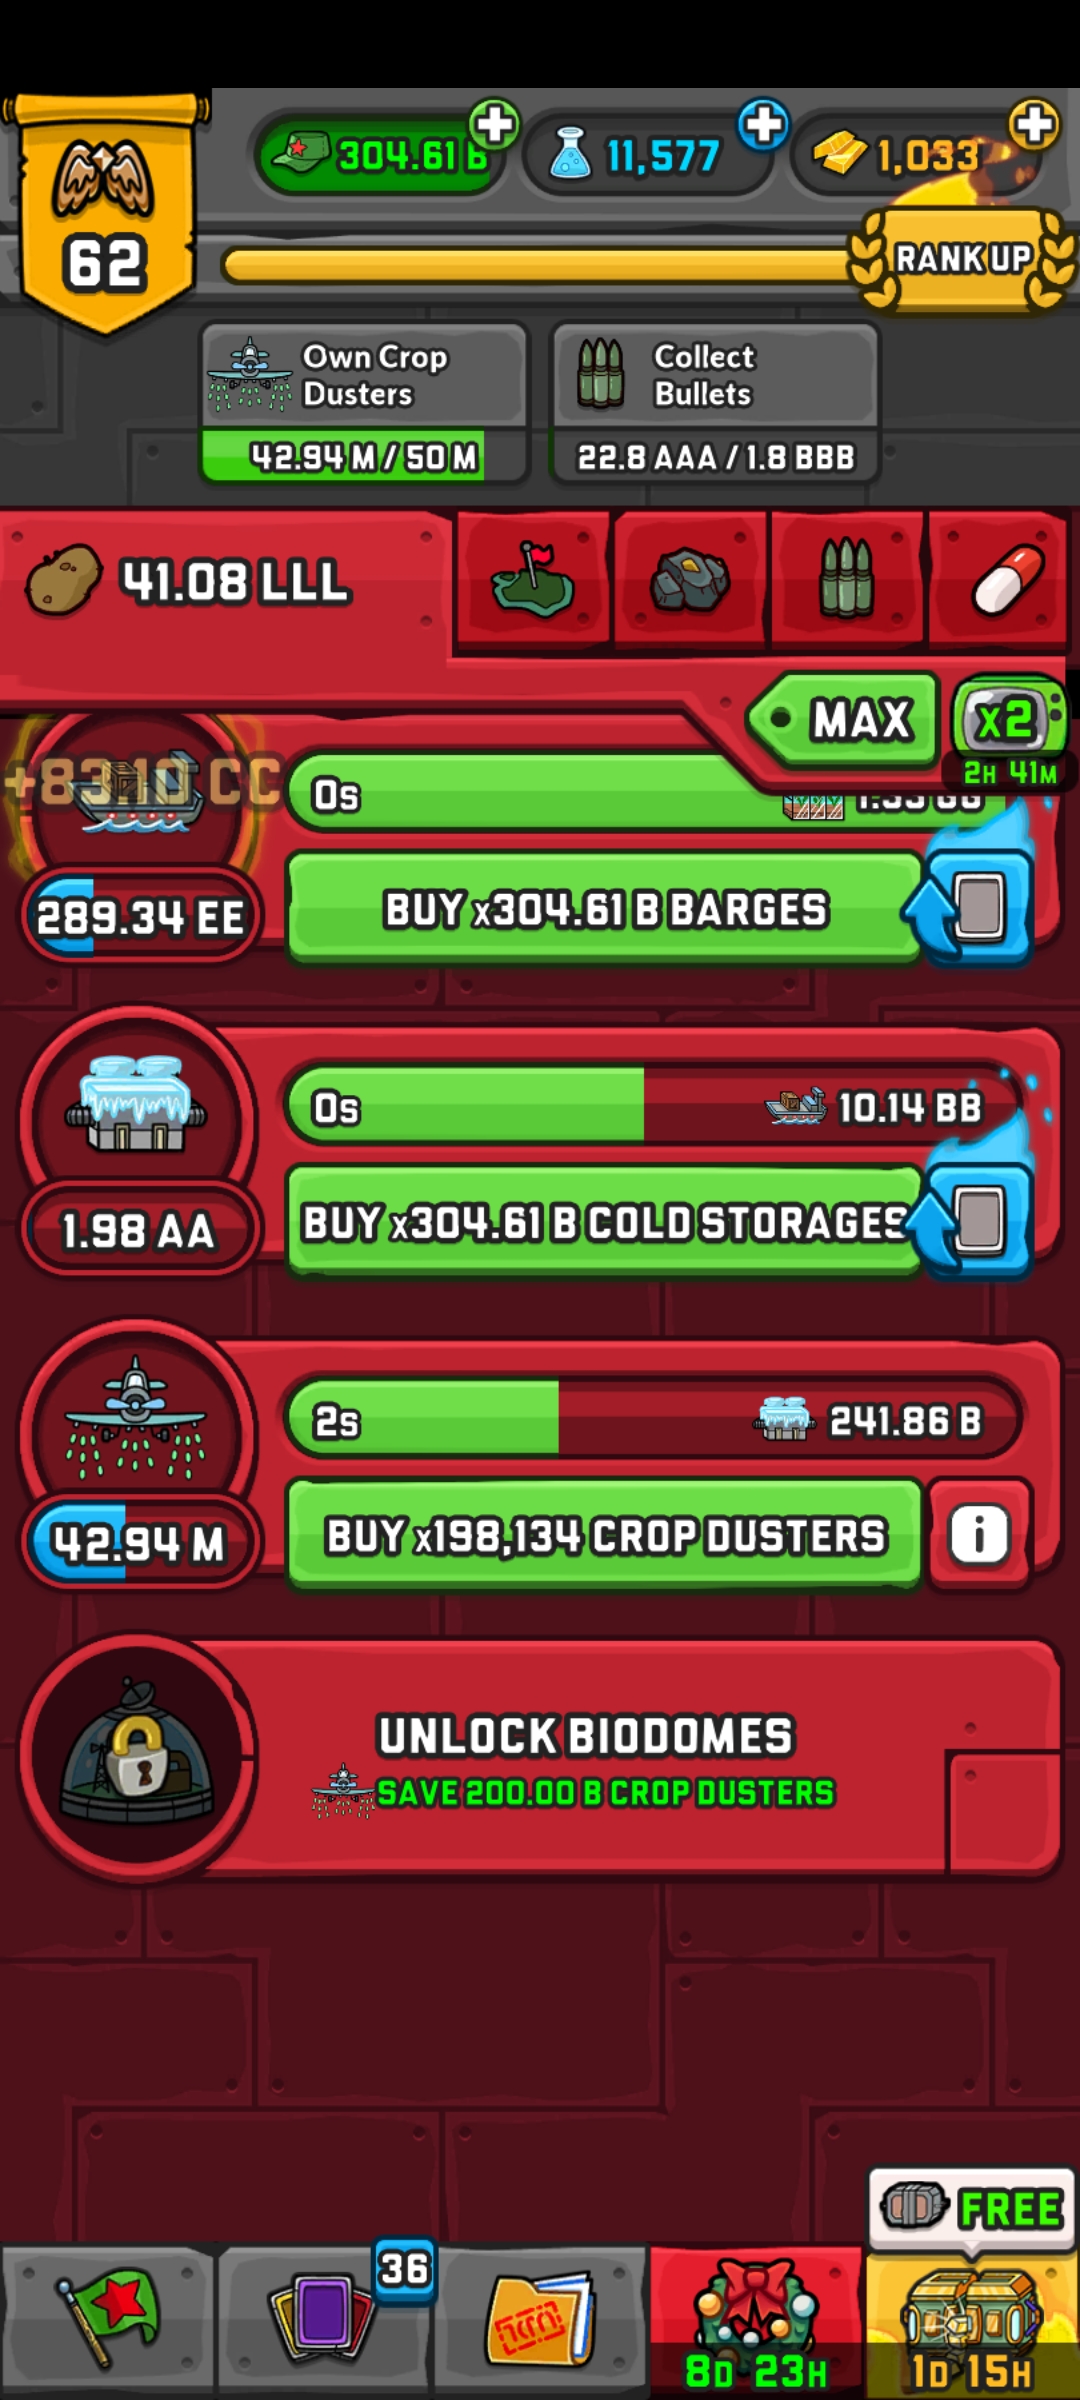 304.61 B
11,577
1,033
62
RANK UP
Own Crop
Dusters
Collect
Bullets
42.94 M / 50 M
22.8 AAA / 1.8 BBB
41.08 LLL
MAX
x2
2H 41M
+83.10 CC
0s
289.34 EE
BUY x304.61 B BARGES
0s
10.14 BB
1.98 AA
BUY x304.61 B COLD STORAGES
2s
241.86 B
42.94 M
BUY x198,134 CROP DUSTERS
i
UNLOCK BIODOMES
SAVE 200.00 B CROP DUSTERS
FREE
36
8D 23H
1D 15H